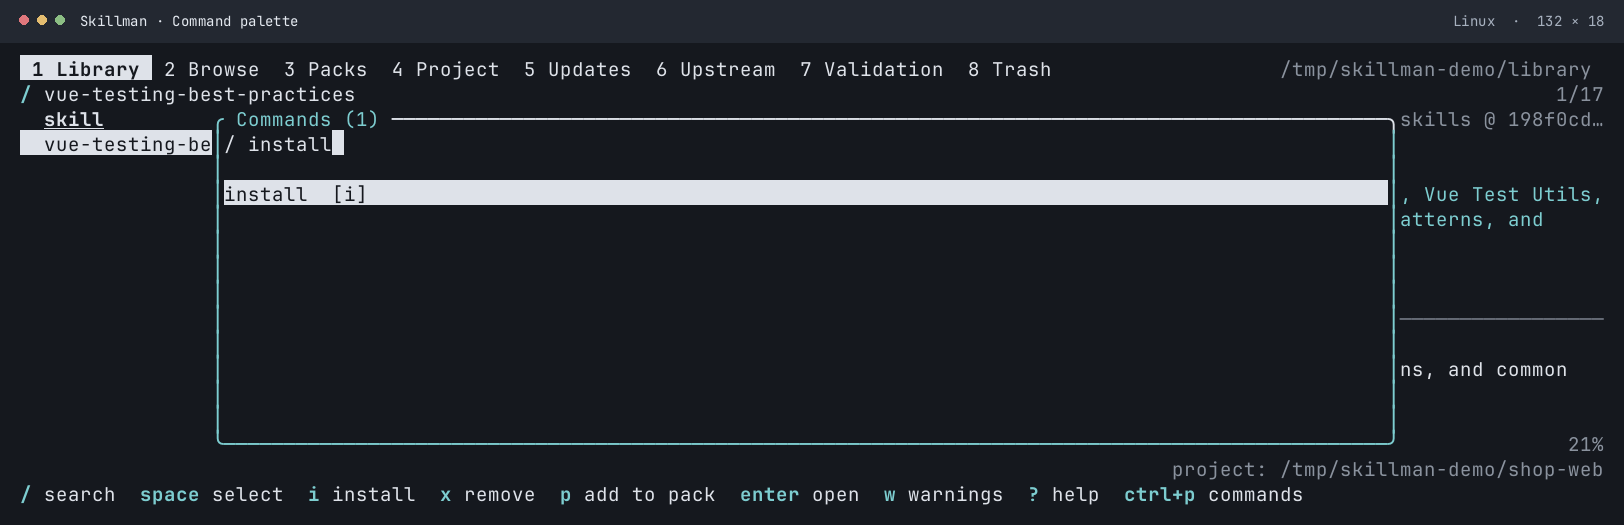 Skillman · Command palette Linux · 132 × 18
1 Library 2 Browse 3 Packs 4 Project 5 Updates 6 Upstream 7 Validation 8 Trash /tmp/skillman-demo/library
/ vue-testing-best-practices 1/17
skill Commands (1) skills @ 198f0cd…
vue-testing-be / install
install [i] , Vue Test Utils,
atterns, and
ns, and common
21%
project: /tmp/skillman-demo/shop-web
/ search space select i install x remove p add to pack enter open w warnings ? help ctrl+p commands